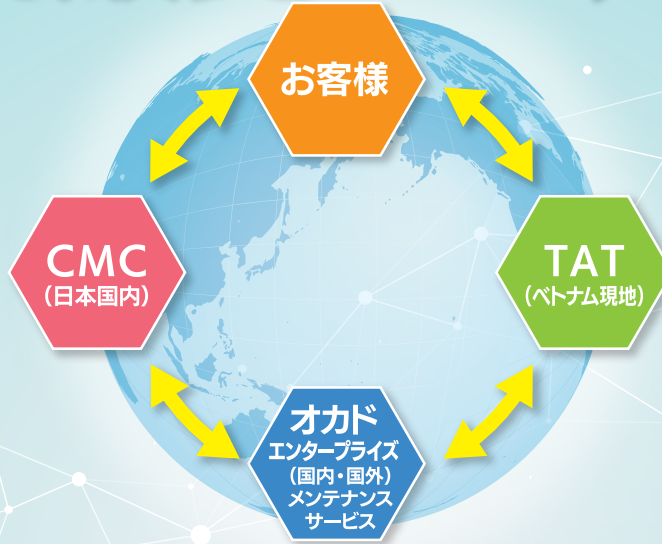 お客様
CMC
(日本国内)
TAT
(ベトナム現地)
オカド
エンタープライズ
(国内・国外)
メンテナンス
サービス